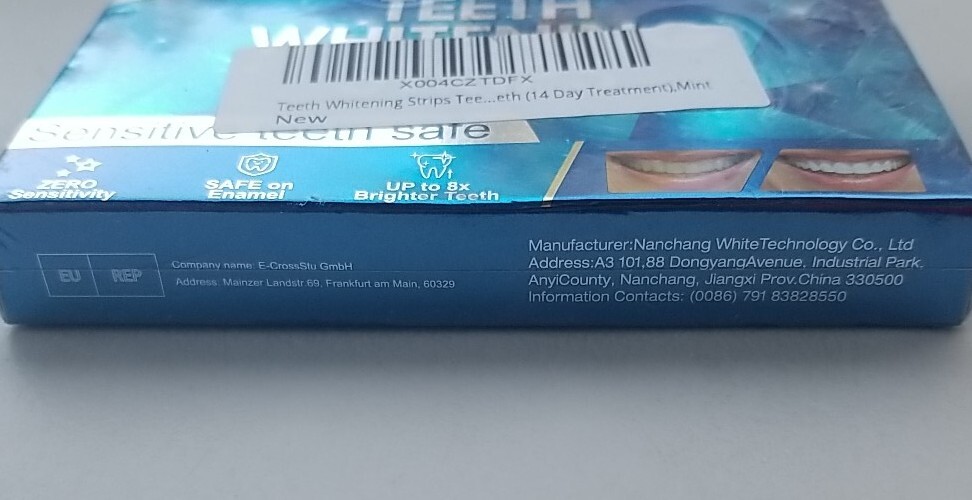 TEETH
WHITENING
X004CZTDFX
Teeth Whitening Strips Tee...eth (14 Day Treatment),Mint
New
Sensitive teeth safe
ZERO
Sensitivity
SAFE on
Enamel
UP to 8x
Brighter Teeth
EU REP
Company name: E-CrossStu GmbH
Address: Mainzer Landstr.69, Frankfurt am Main, 60329
Manufacturer:Nanchang WhiteTechnology Co., Ltd
Address:A3 101,88 DongyangAvenue, Industrial Park,
AnyiCounty, Nanchang, Jiangxi Prov.China 330500
Information Contacts: (0086) 791 83828550